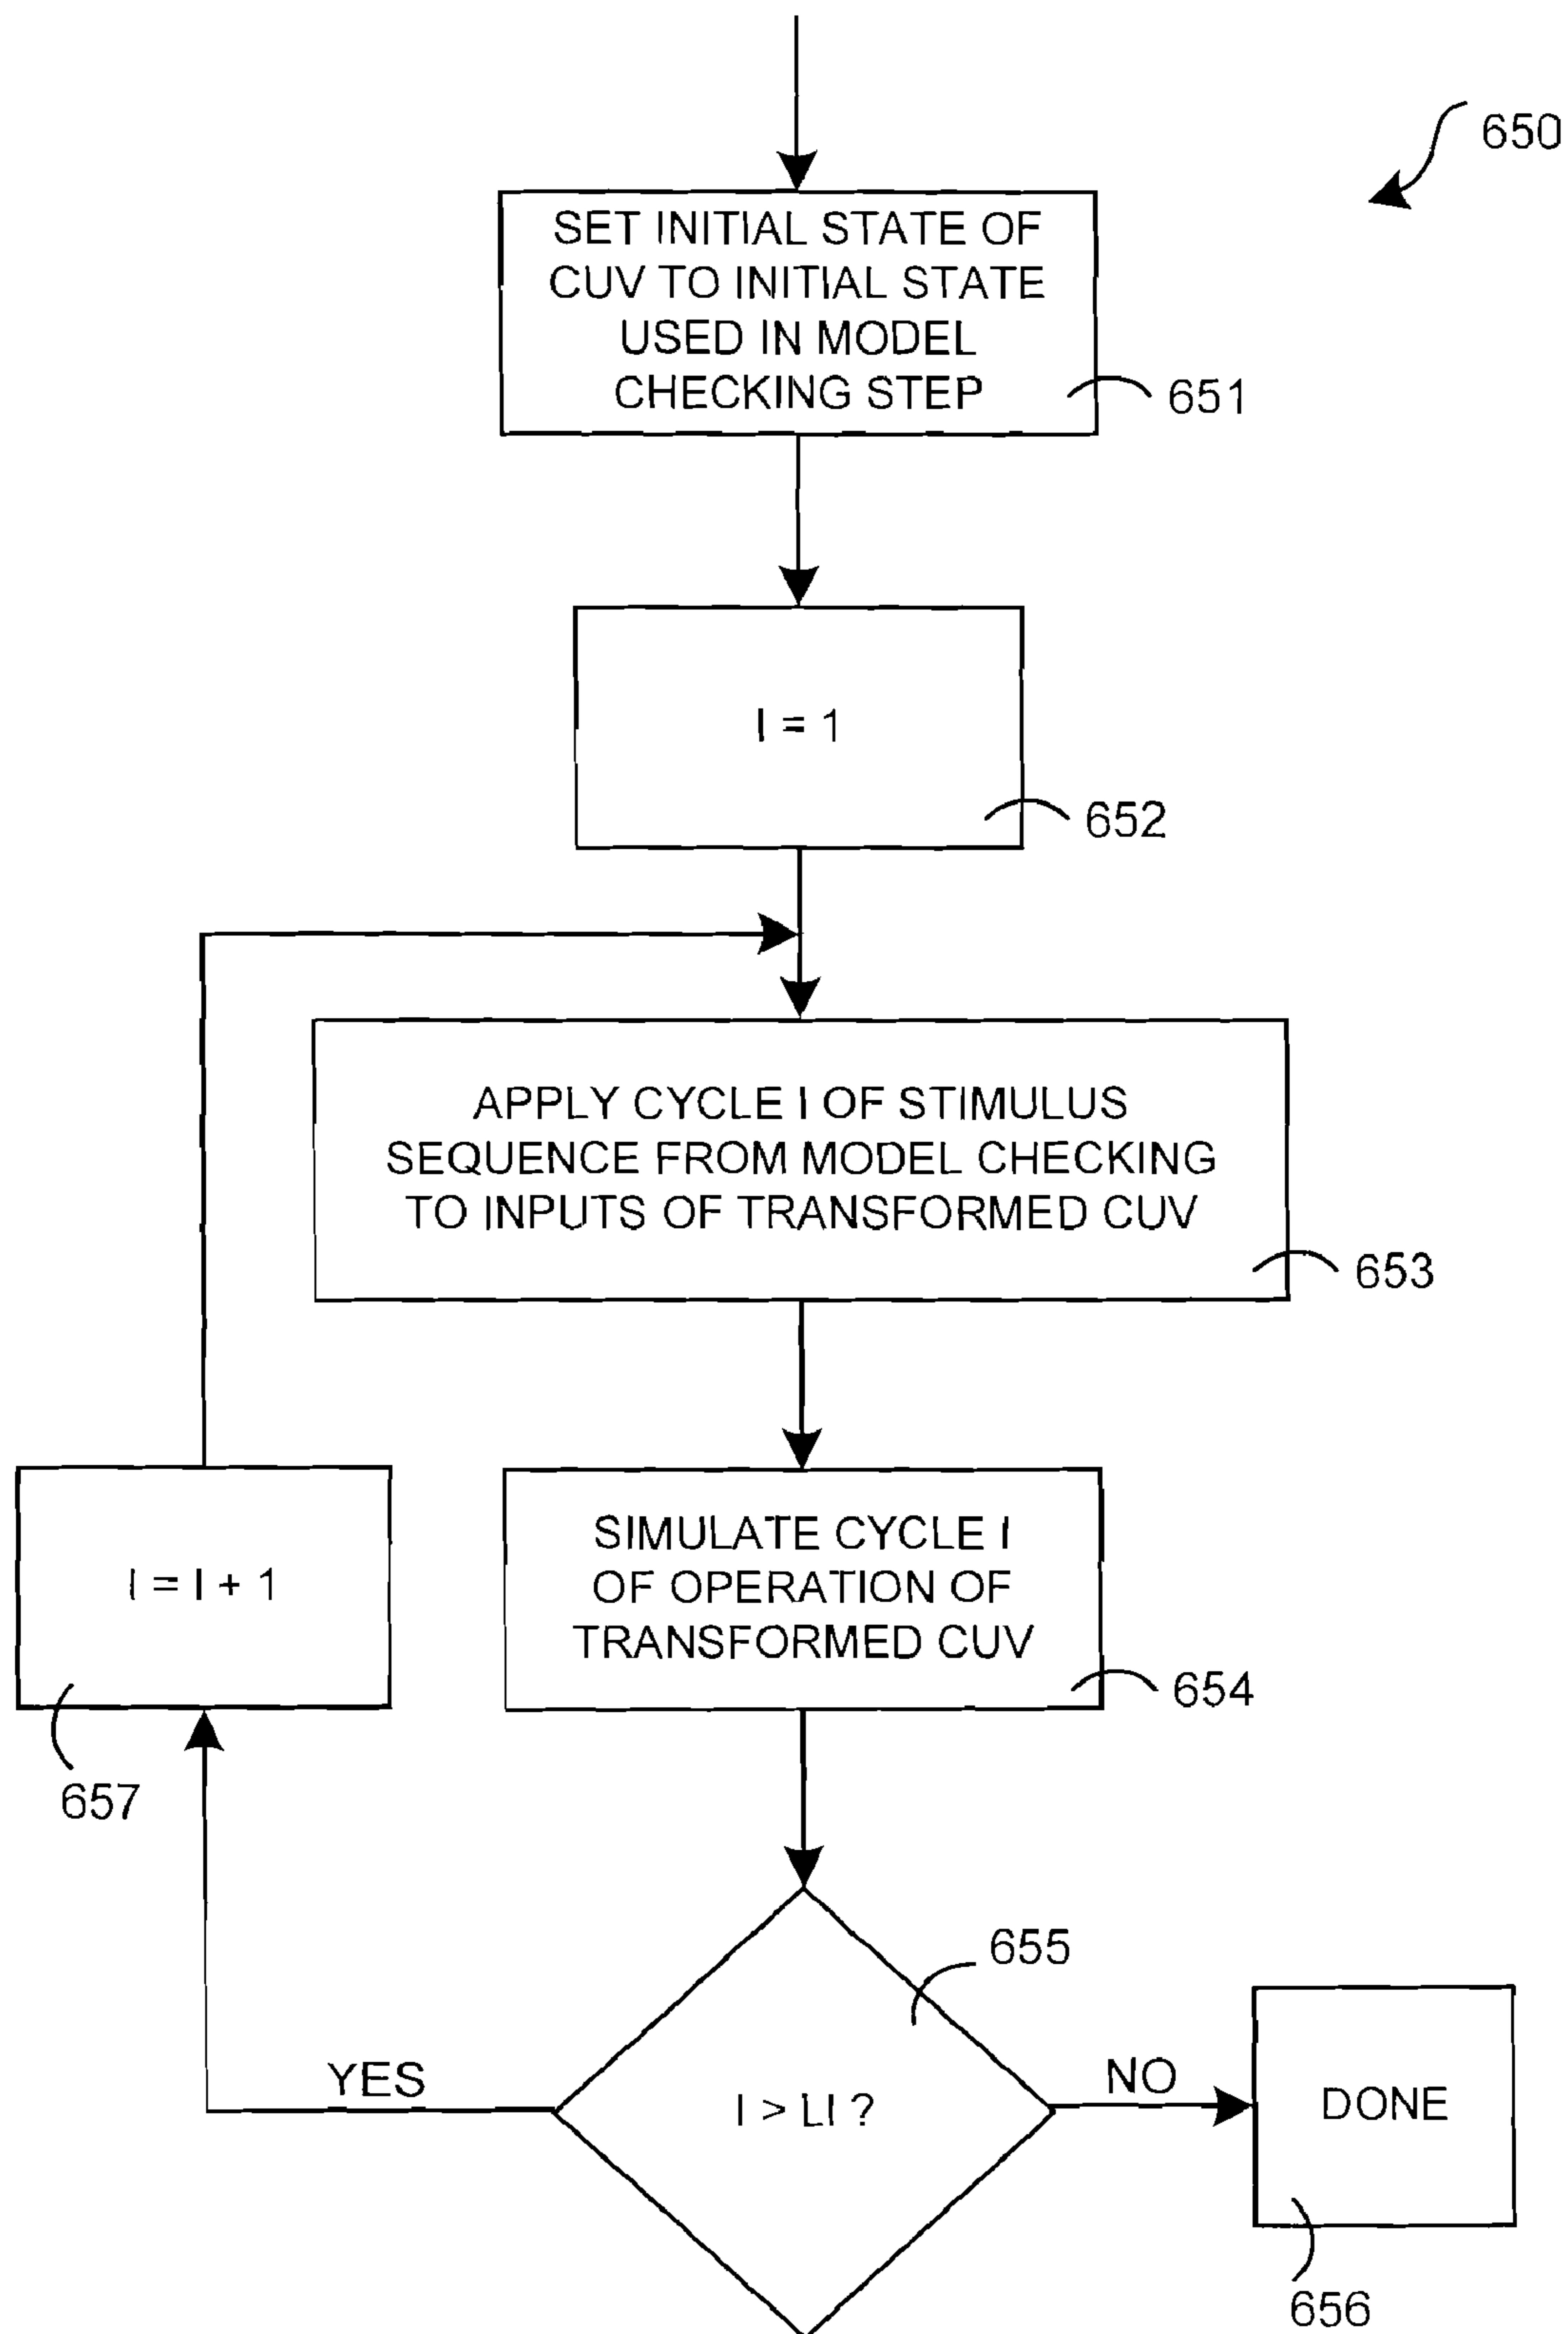 650
SET INITIAL STATE OF
CUV TO INITIAL STATE
USED IN MODEL
CHECKING STEP
651
I = 1
652
APPLY CYCLE I OF STIMULUS
SEQUENCE FROM MODEL CHECKING
TO INPUTS OF TRANSFORMED CUV
653
SIMULATE CYCLE I
OF OPERATION OF
TRANSFORMED CUV
654
I = I + 1
657
655
I > LI ?
YES
NO
DONE
656